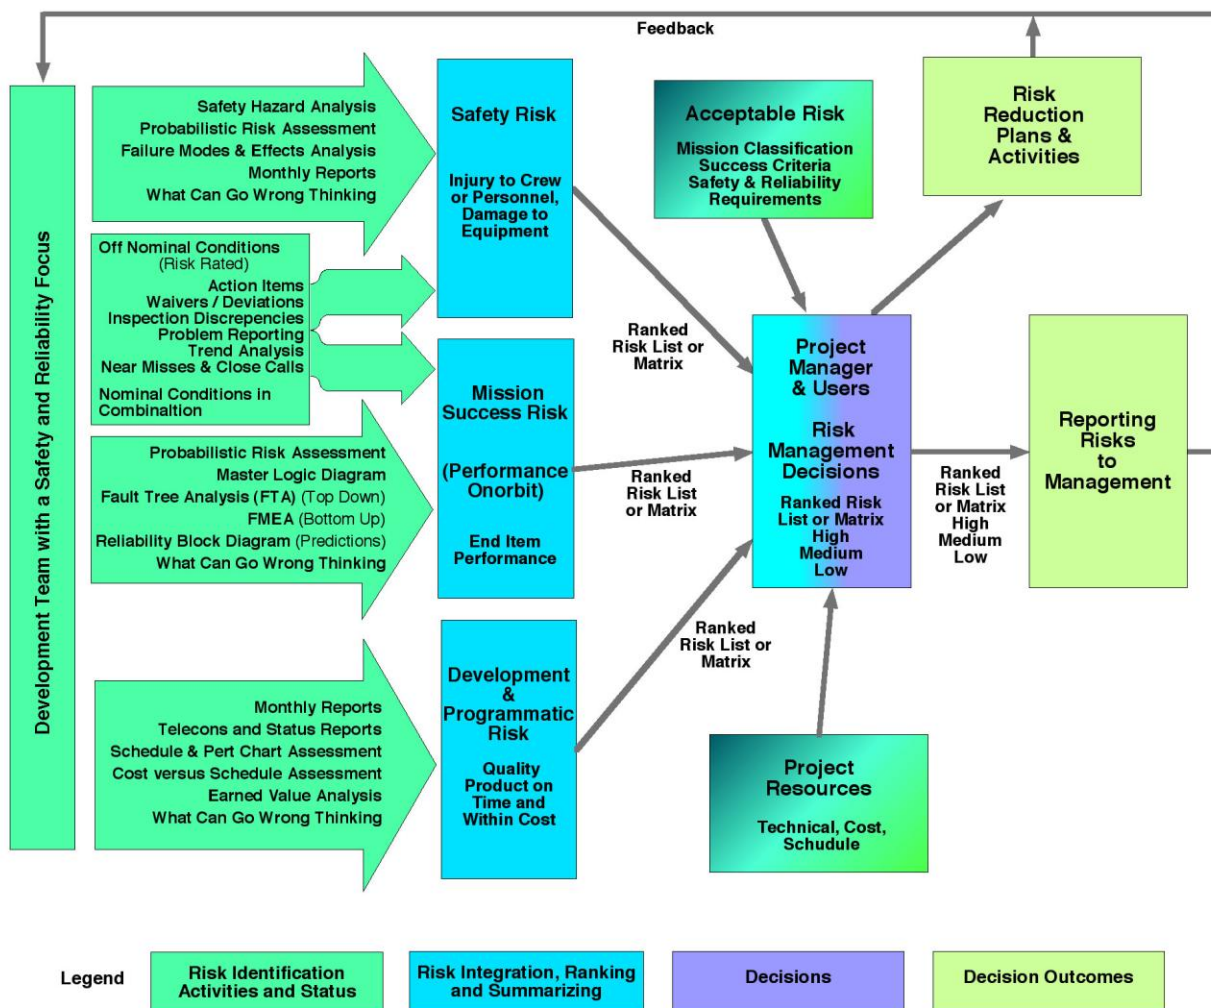 Feedback
Development Team with a Safety and Reliability Focus
Safety Hazard Analysis
Probabilistic Risk Assessment
Failure Modes & Effects Analysis
Monthly Reports
What Can Go Wrong Thinking
Off Nominal Conditions
(Risk Rated)
Action Items
Waivers / Deviations
Inspection Discrepencies
Problem Reporting
Trend Analysis
Near Misses & Close Calls
Nominal Conditions in
Combinaltion
Probabilistic Risk Assessment
Master Logic Diagram
Fault Tree Analysis (FTA) (Top Down)
FMEA (Bottom Up)
Reliability Block Diagram (Predictions)
What Can Go Wrong Thinking
Monthly Reports
Telecons and Status Reports
Schedule & Pert Chart Assessment
Cost versus Schedule Assessment
Earned Value Analysis
What Can Go Wrong Thinking
Safety Risk
Injury to Crew
or Personnel,
Damage to
Equipment
Mission
Success Risk
(Performance
Onorbit)
End Item
Performance
Development
&
Programmatic
Risk
Quality
Product on
Time and
Within Cost
Ranked
Risk List or
Matrix
Ranked
Risk List
or Matrix
Ranked
Risk List or
Matrix
Acceptable Risk
Mission Classification
Success Criteria
Safety & Reliability
Requirements
Project
Manager
& Users
Risk
Management
Decisions
Ranked Risk
List or Matrix
High
Medium
Low
Project
Resources
Technical, Cost,
Schudule
Risk
Reduction
Plans &
Activities
Ranked
Risk List
or Matrix
High
Medium
Low
Reporting
Risks
to
Management
Legend
Risk Identification
Activities and Status
Risk Integration, Ranking
and Summarizing
Decisions
Decision Outcomes